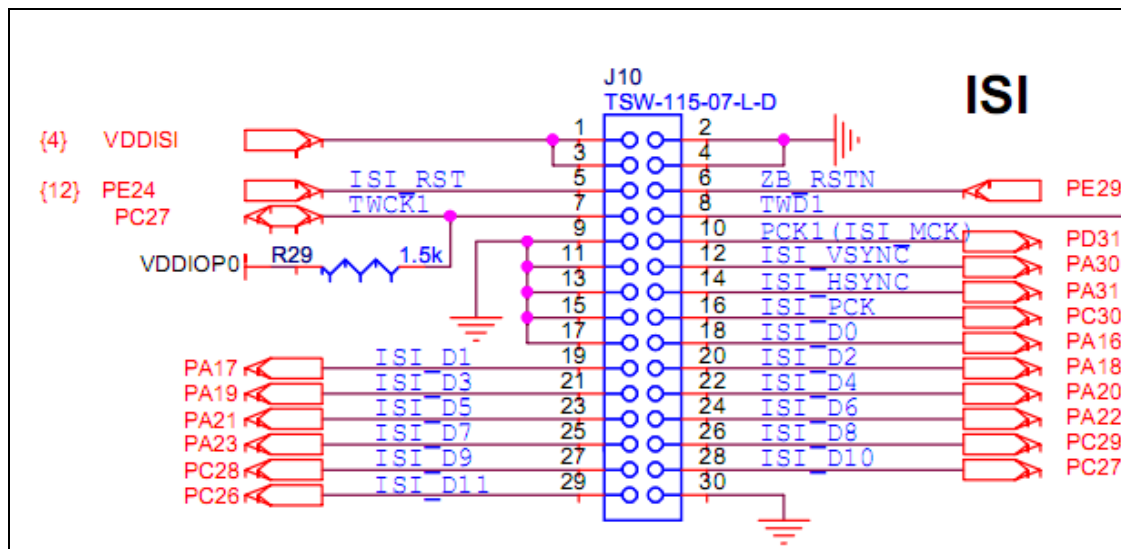 J10
TSW-115-07-L-D
ISI
{4} VDDISI 1 2
3 4
{12} PE24 ISI_RST 5 6 ZB_RSTN PE29
PC27 TWCK1 7 8 TWD1
9 10 PCK1(ISI_MCK) PD31
VDDIOP0 R29 1.5k 11 12 ISI_VSYNC PA30
13 14 ISI_HSYNC PA31
15 16 ISI_PCK PC30
17 18 ISI_D0 PA16
PA17 ISI_D1 19 20 ISI_D2 PA18
PA19 ISI_D3 21 22 ISI_D4 PA20
PA21 ISI_D5 23 24 ISI_D6 PA22
PA23 ISI_D7 25 26 ISI_D8 PC29
PC28 ISI_D9 27 28 ISI_D10 PC27
PC26 ISI_D11 29 30